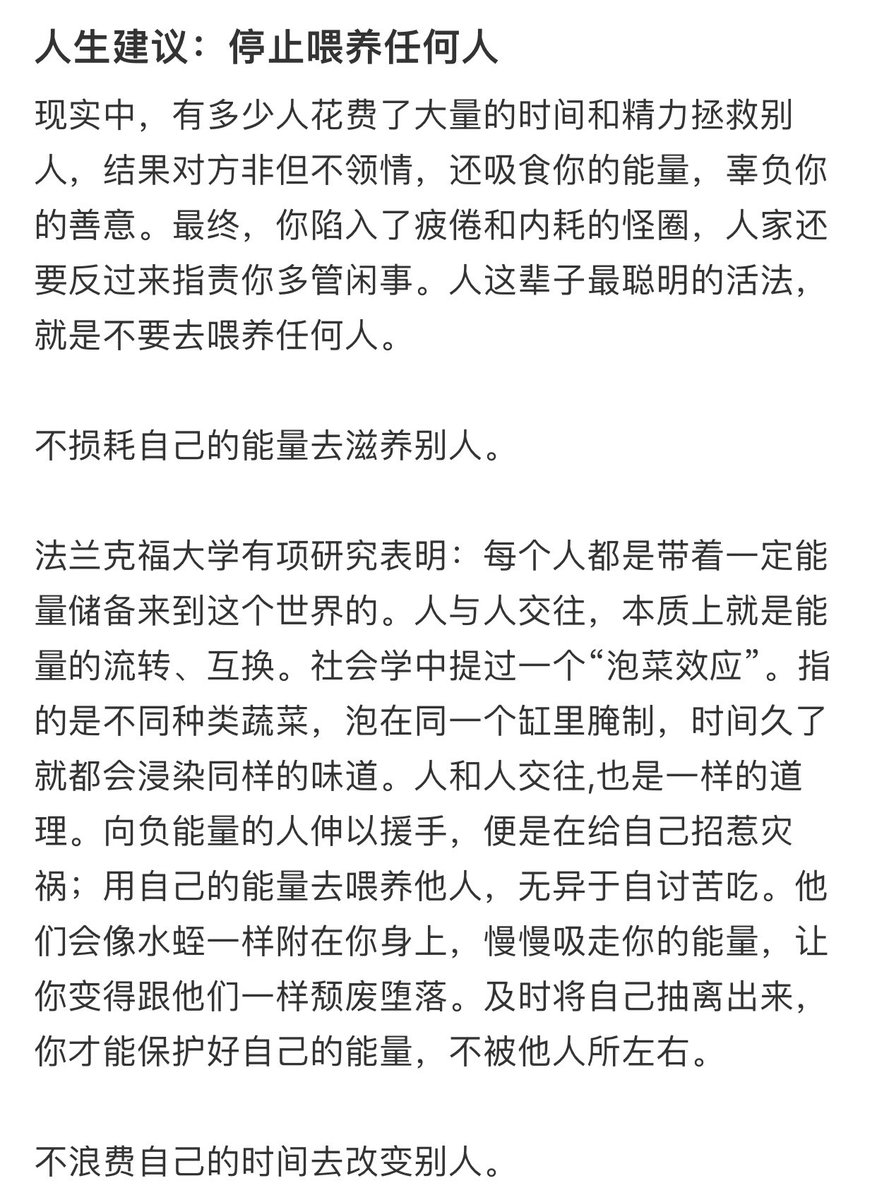 人生建议：停止喂养任何人
现实中，有多少人花费了大量的时间和精力拯救别
人，结果对方非但不领情，还吸食你的能量，辜负你
的善意。最终，你陷入了疲倦和内耗的怪圈，人家还
要反过来指责你多管闲事。人这辈子最聪明的活法，
就是不要去喂养任何人。
不损耗自己的能量去滋养别人。
法兰克福大学有项研究表明：每个人都是带着一定能
量储备来到这个世界的。人与人交往，本质上就是能
量的流转、互换。社会学中提过一个“泡菜效应”。指
的是不同种类蔬菜，泡在同一个缸里腌制，时间久了
就都会浸染同样的味道。人和人交往,也是一样的道
理。向负能量的人伸以援手，便是在给自己招惹灾
祸；用自己的能量去喂养他人，无异于自讨苦吃。他
们会像水蛭一样附在你身上，慢慢吸走你的能量，让
你变得跟他们一样颓废堕落。及时将自己抽离出来，
你才能保护好自己的能量，不被他人所左右。
不浪费自己的时间去改变别人。